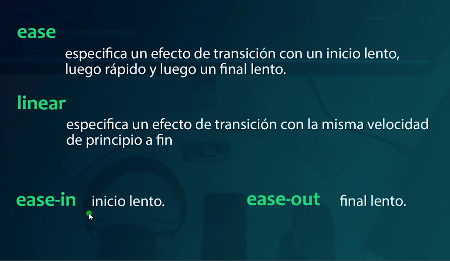 ease
especifica un efecto de transición con un inicio lento,
luego rápido y luego un final lento.
linear
especifica un efecto de transición con la misma velocidad
de principio a fin
ease-in inicio lento. ease-out final lento.